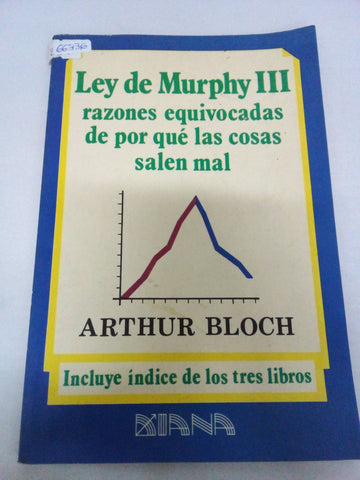 66336
Ley de Murphy III
razones equivocadas
de por qué las cosas
salen mal
ARTHUR BLOCH
Incluye índice de los tres libros
DIANA